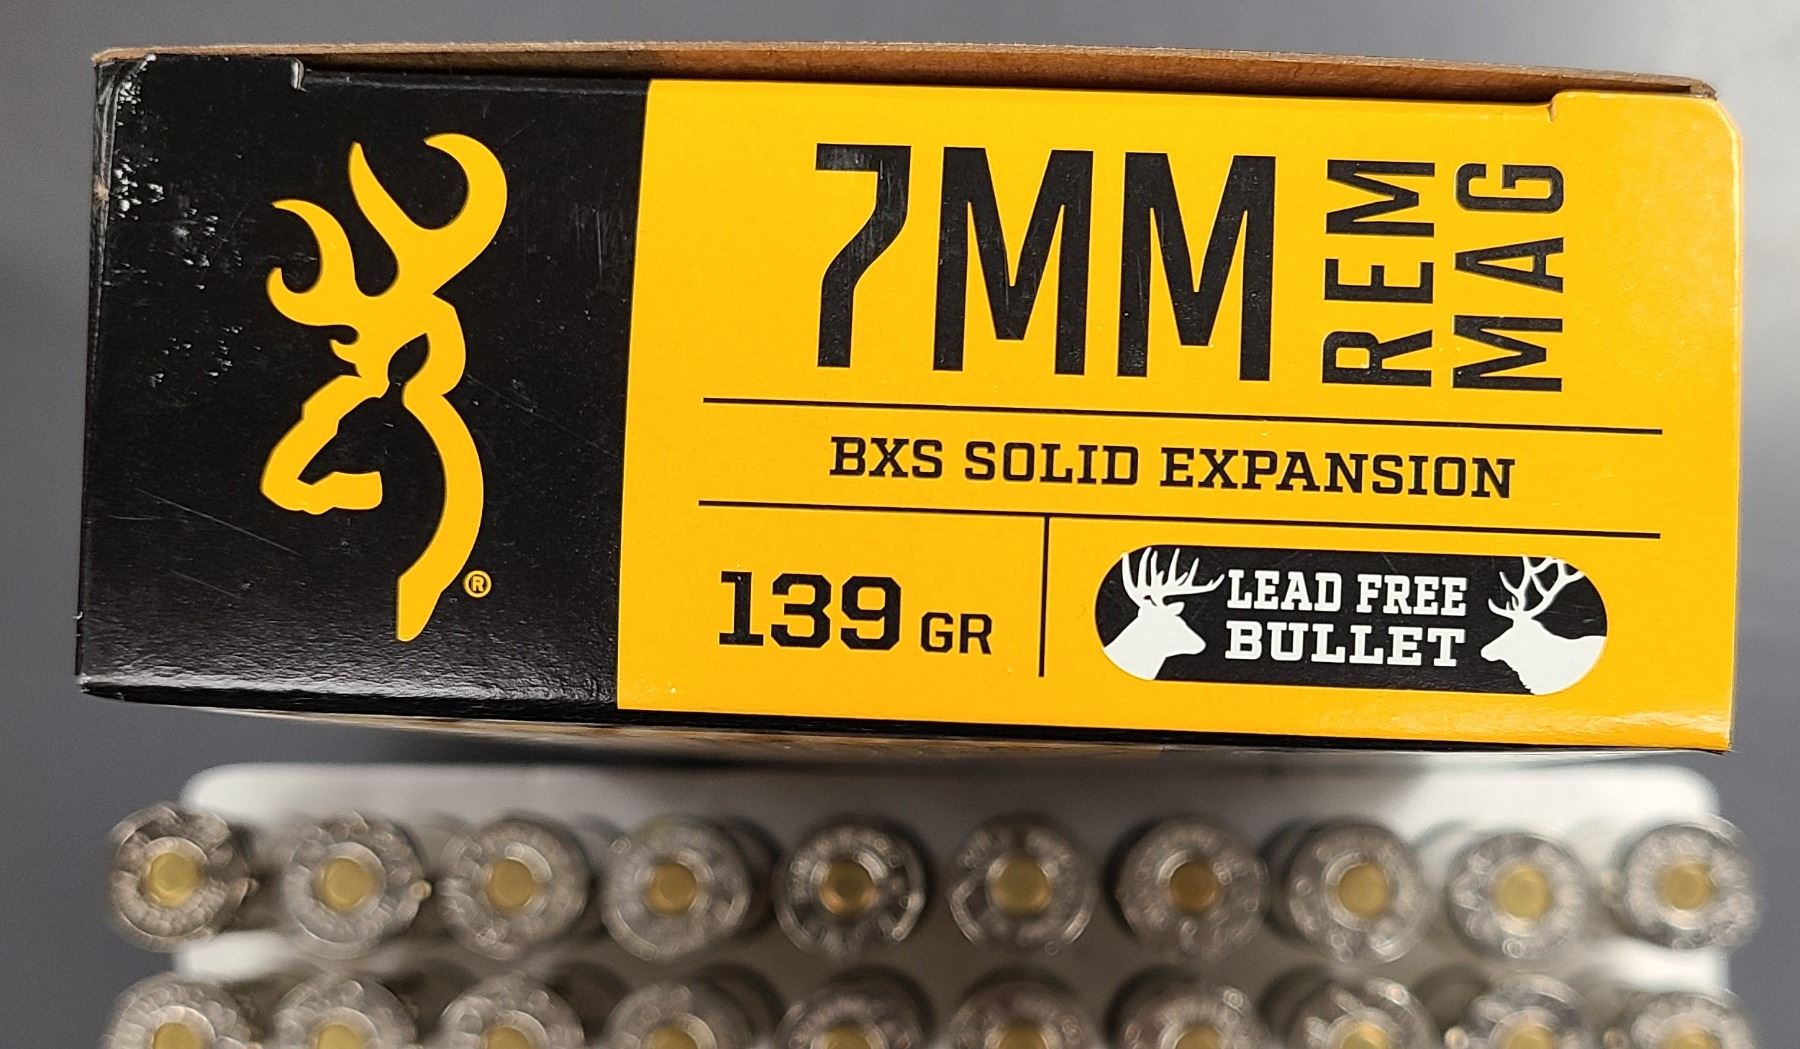 7MM REM MAG
BXS SOLID EXPANSION
139 GR
LEAD FREE
BULLET
®